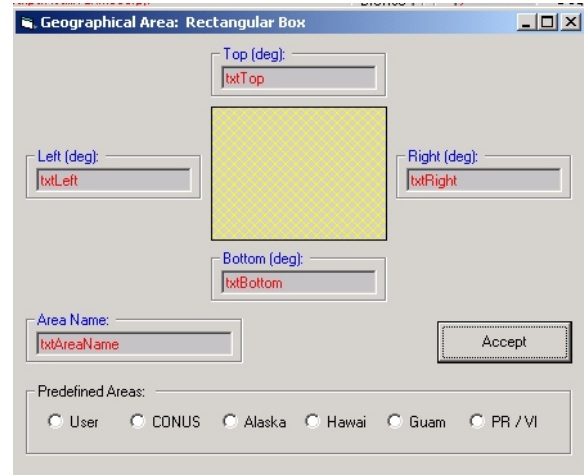 Geographical Area: Rectangular Box
Top (deg):
txtTop
Left (deg):
txtLeft
Right (deg):
txtRight
Bottom (deg):
txtBottom
Area Name:
txtAreaName
Accept
Predefined Areas:
User CONUS Alaska Hawai Guam PR / VI